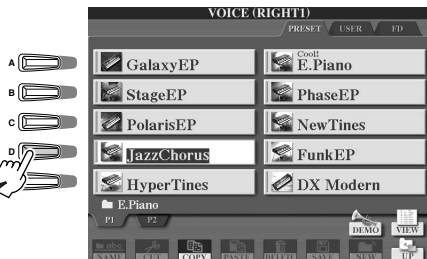 VOICE (RIGHT1)
PRESET USER FD
A
GalaxyEP
Cool!
E.Piano
B
StageEP
PhaseEP
C
PolarisEP
NewTines
D
JazzChorus
FunkEP
HyperTines
DX Modern
E.Piano
P1 P2
DEMO VIEW
NAME CUT COPY PASTE DELETE SAVE NEW UP